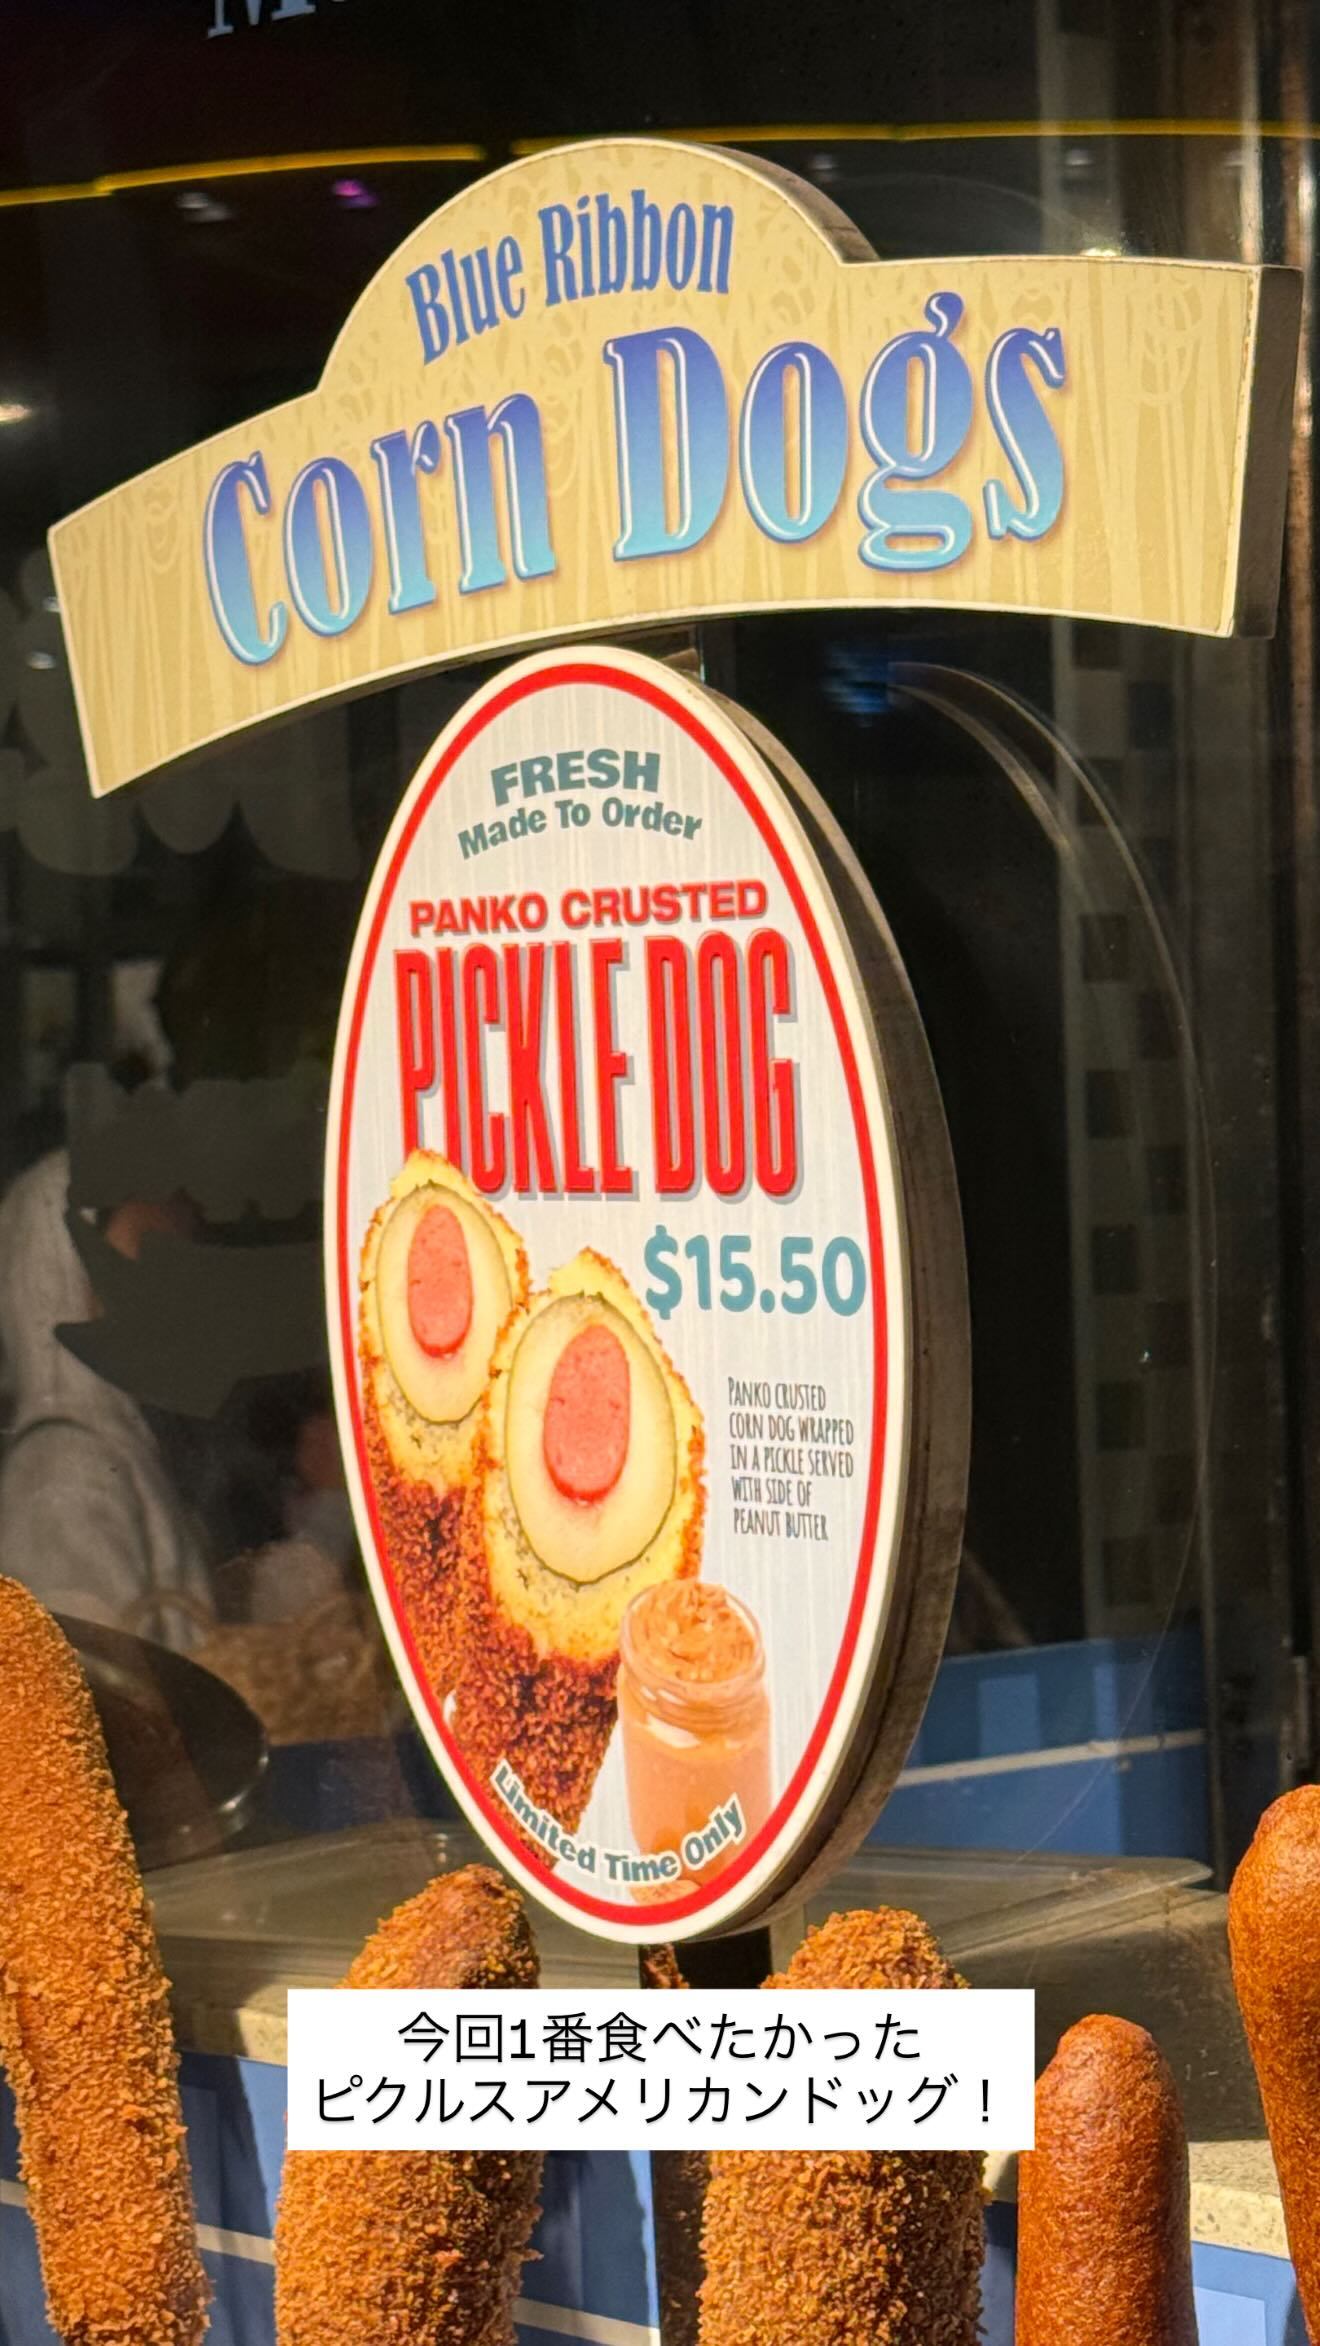 Blue Ribbon
Corn Dogs
FRESH
Made To Order
PANKO CRUSTED
PICKLE DOG
$15.50
PANKO CRUSTED
CORN DOG WRAPPED
IN A PICKLE SERVED
WITH SIDE OF
PEANUT BUTTER
Limited Time Only
今回1番食べたかった
ピクルスアメリカンドッグ！